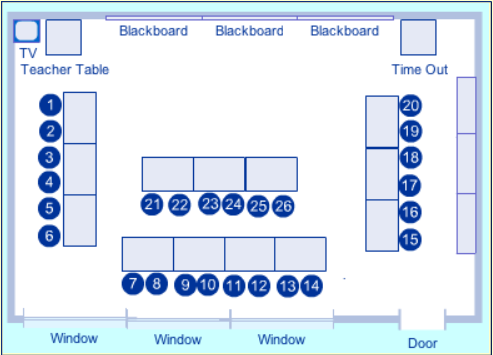 Blackboard Blackboard Blackboard
TV
Teacher Table
Time Out
1
2
3
4
5
6
20
19
18
17
16
15
21 22 23 24 25 26
7 8 9 10 11 12 13 14
Window Window Window Door